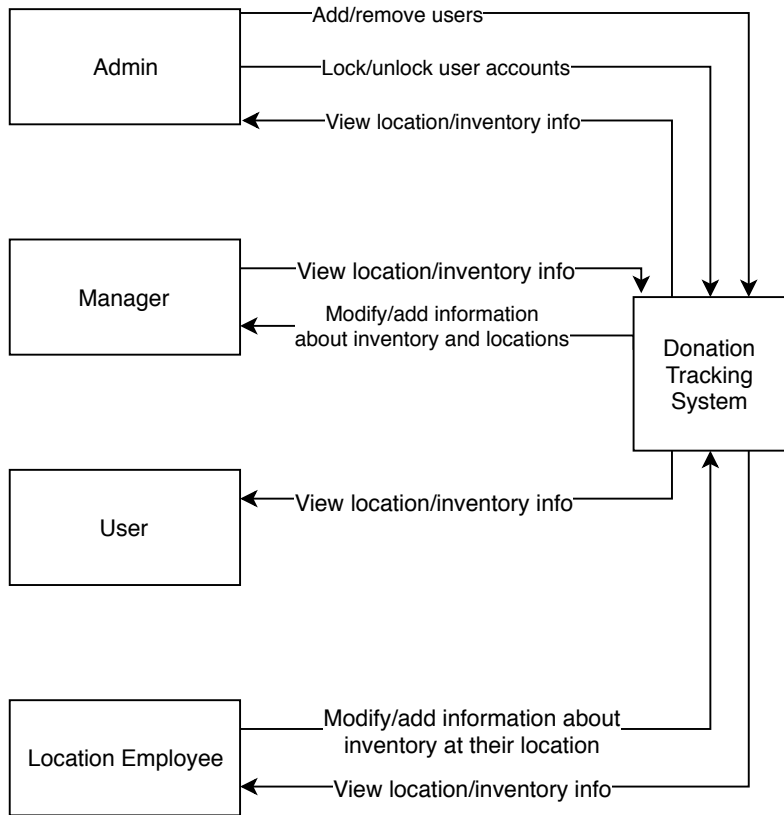 Add/remove users
Admin
Lock/unlock user accounts
View location/inventory info
View location/inventory info
Manager
Modify/add information
about inventory and locations
Donation
Tracking
System
View location/inventory info
User
Modify/add information about
inventory at their location
Location Employee
View location/inventory info